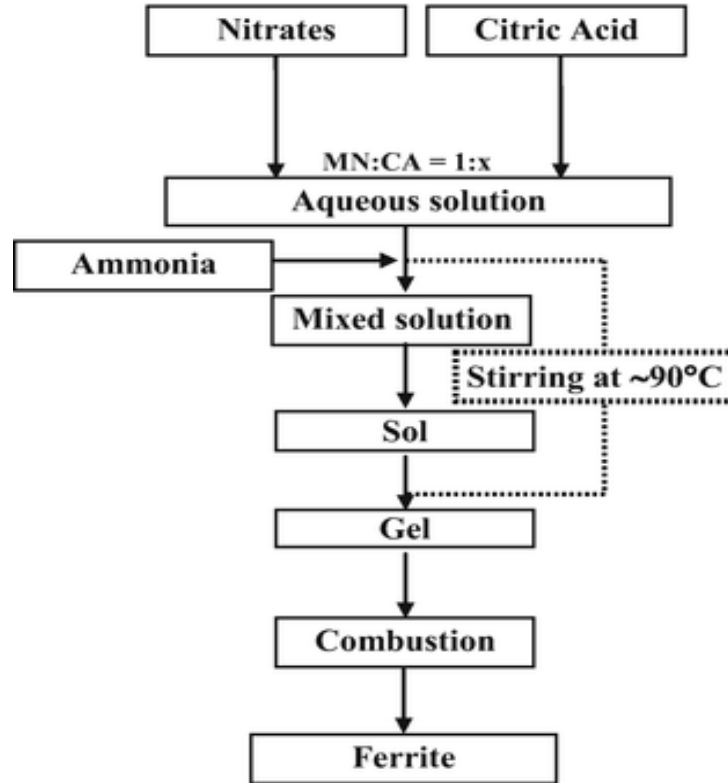 Nitrates
Citric Acid
MN:CA = 1:x
Aqueous solution
Ammonia
Mixed solution
Stirring at ~90°C
Sol
Gel
Combustion
Ferrite